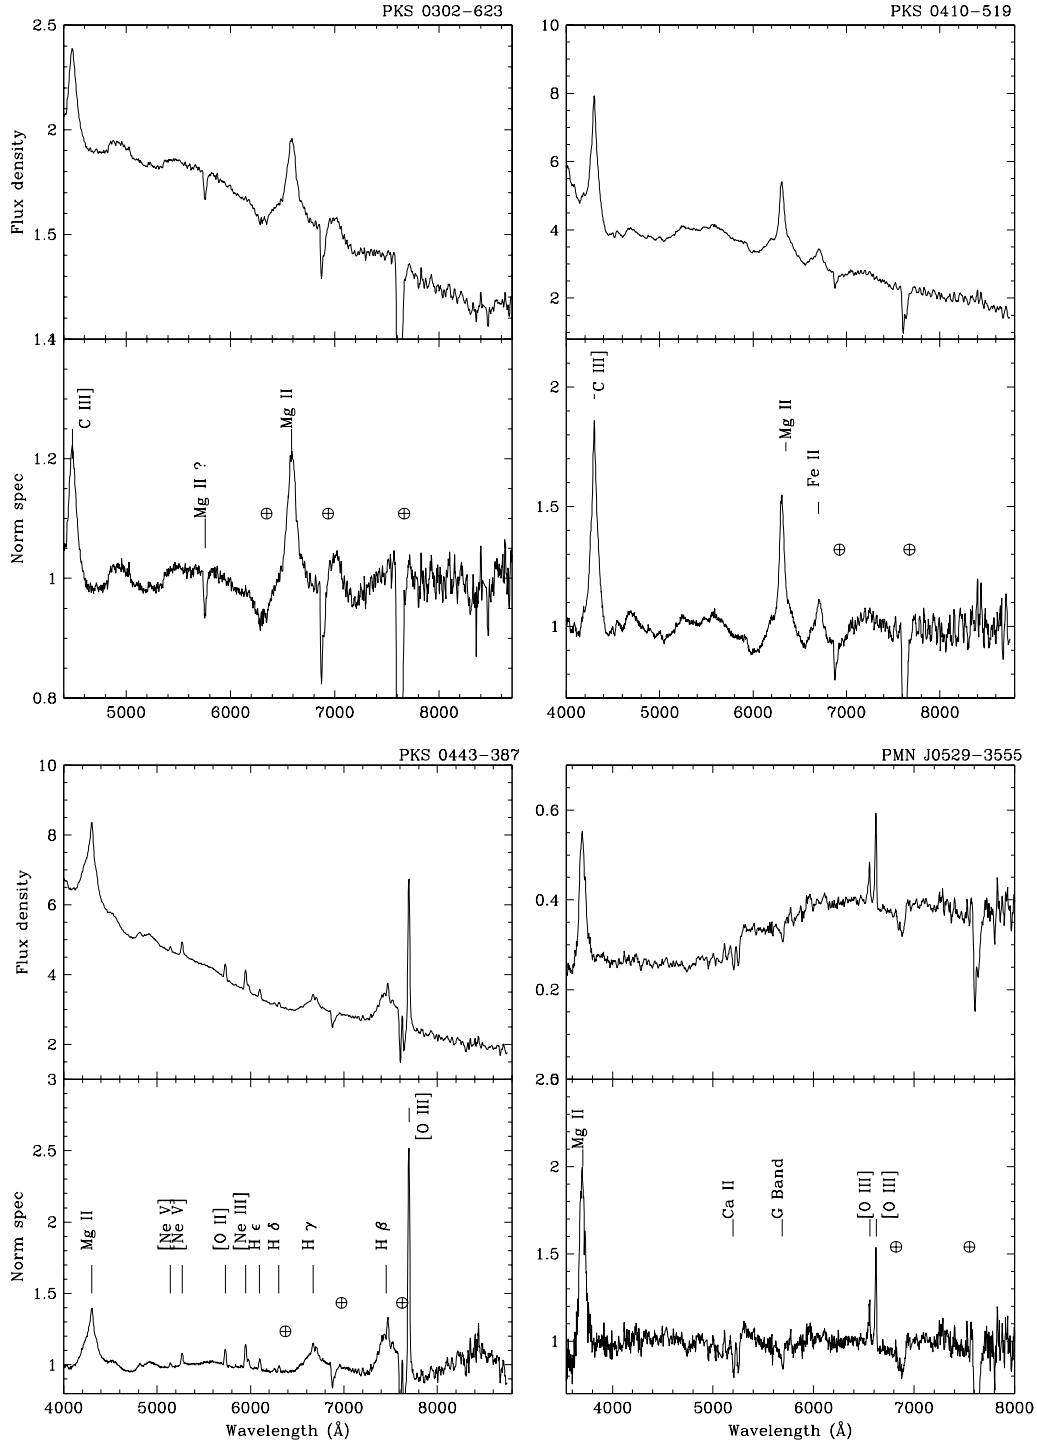 PKS 0302-623
PKS 0410-519
2.5
2
1.5
1.4
Flux density
10
8
6
4
2
C III]
Mg II ?
Mg II
⊕
⊕
⊕
1.2
1
0.8
Norm spec
5000
6000
7000
8000
C III]
Mg II
Fe II
⊕
⊕
2
1.5
1
4000
5000
6000
7000
8000
PKS 0443-387
PMN J0529-3555
10
8
6
4
2
3
Flux density
0.6
0.4
0.2
Mg II
[Ne V]
[Ne V]
[O II]
[Ne III]
H ε
H δ
H γ
H β
[O III]
⊕
⊕
⊕
2.5
2
1.5
1
Norm spec
4000
5000
6000
7000
8000
Wavelength (Å)
Mg II
Ca II
G Band
[O III]
[O III]
⊕
⊕
2
1.5
1
4000
5000
6000
7000
8000
Wavelength (Å)